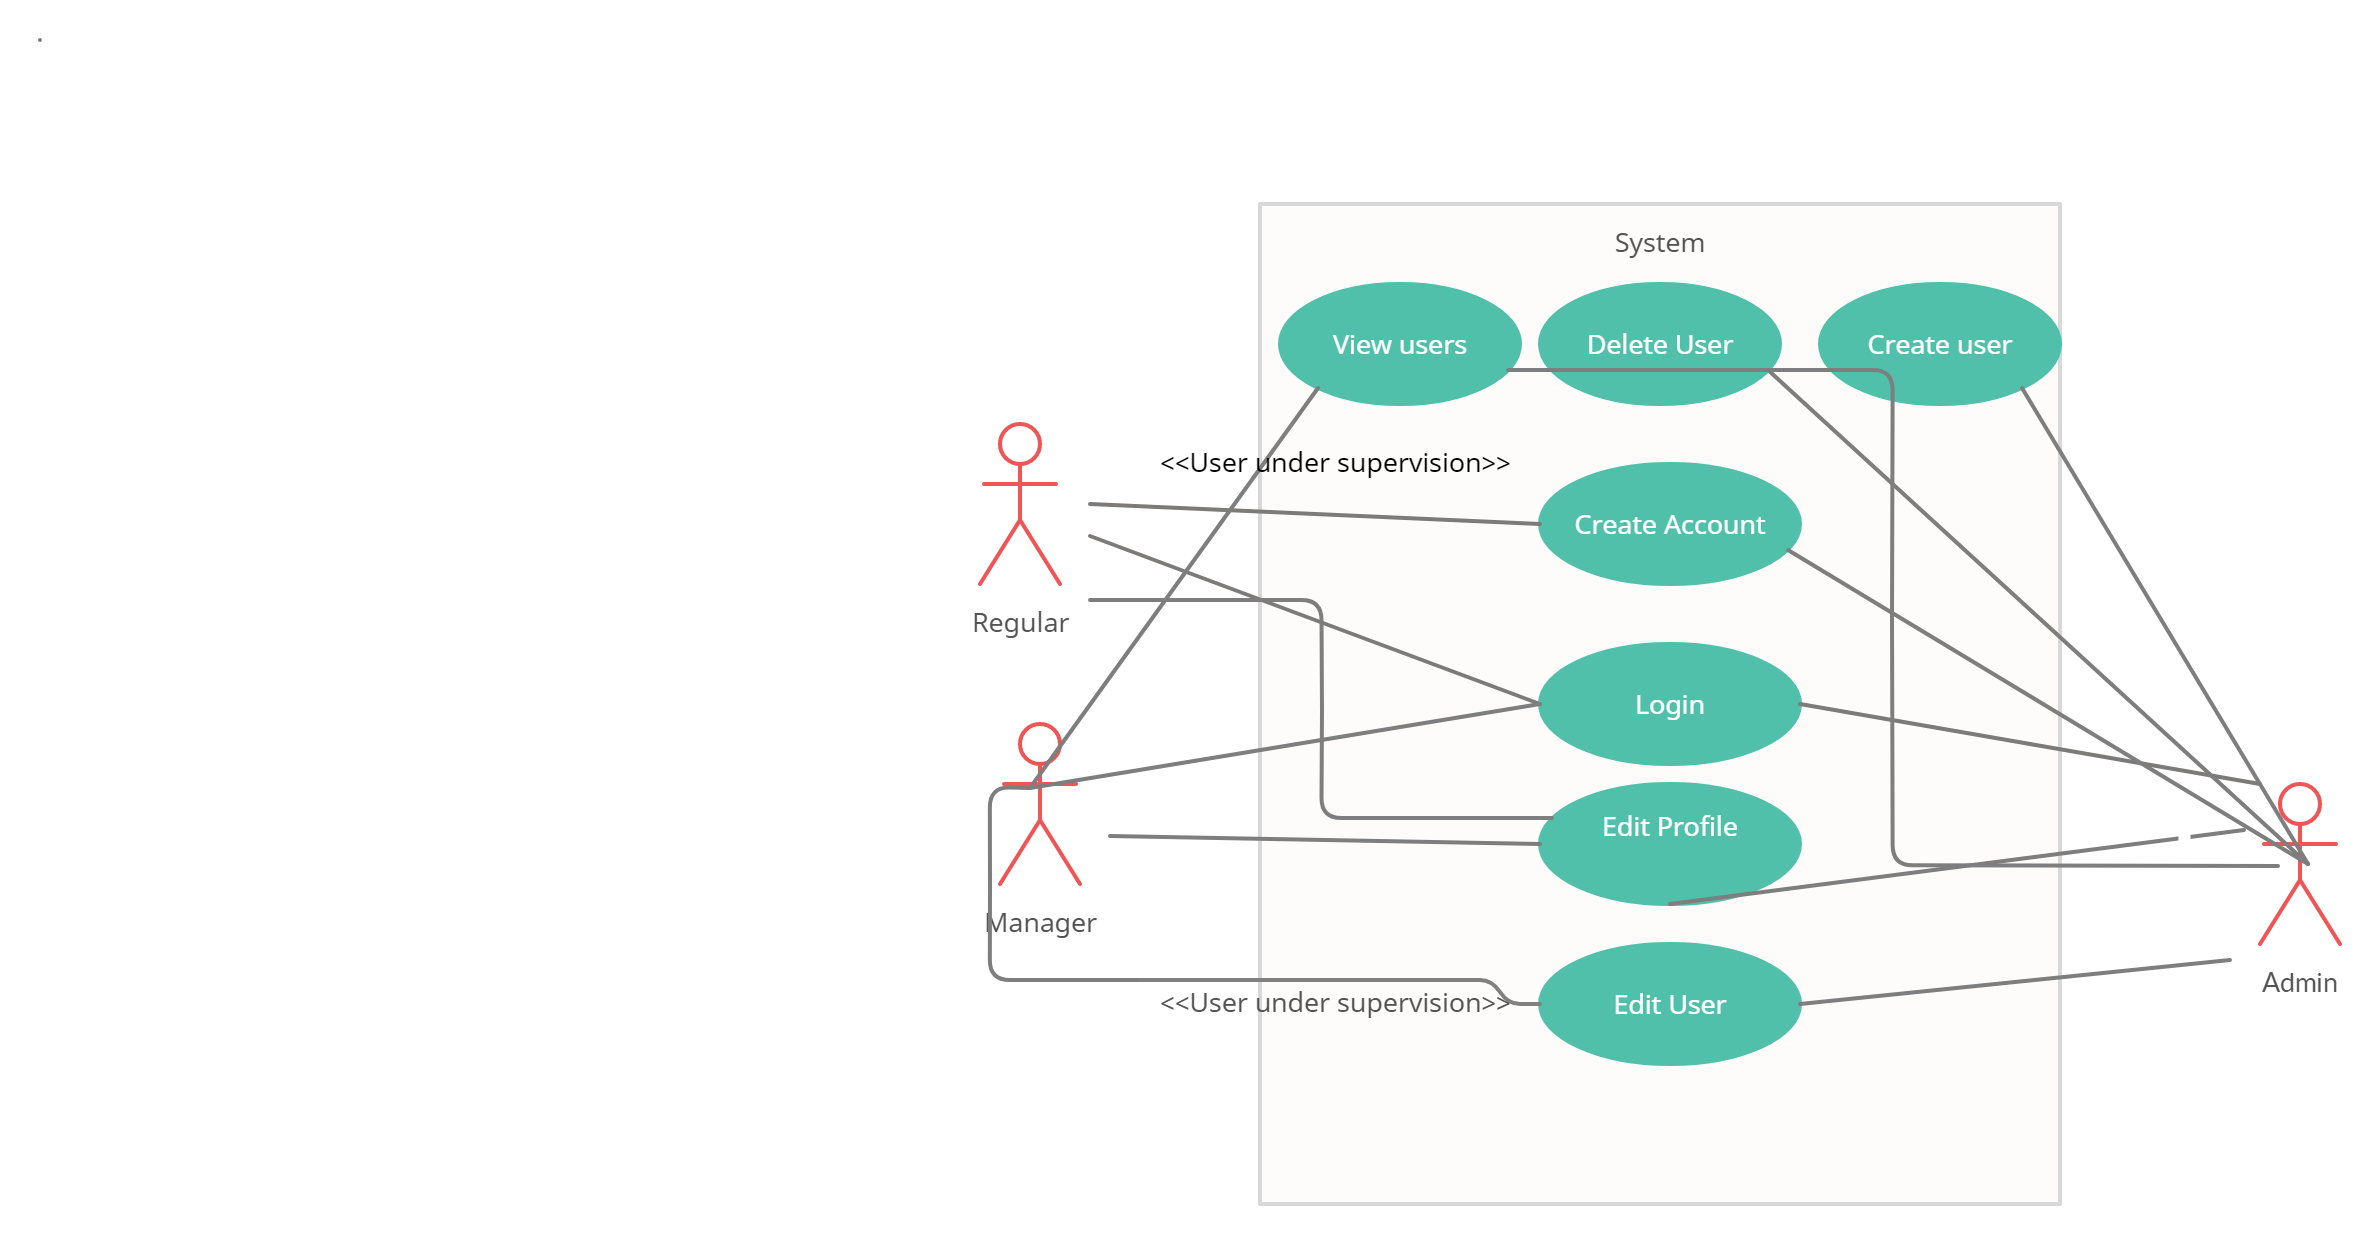 System
View users
Delete User
Create user
<<User under supervision>>
Create Account
Regular
Login
Edit Profile
Manager
Admin
<<User under supervision>>
Edit User